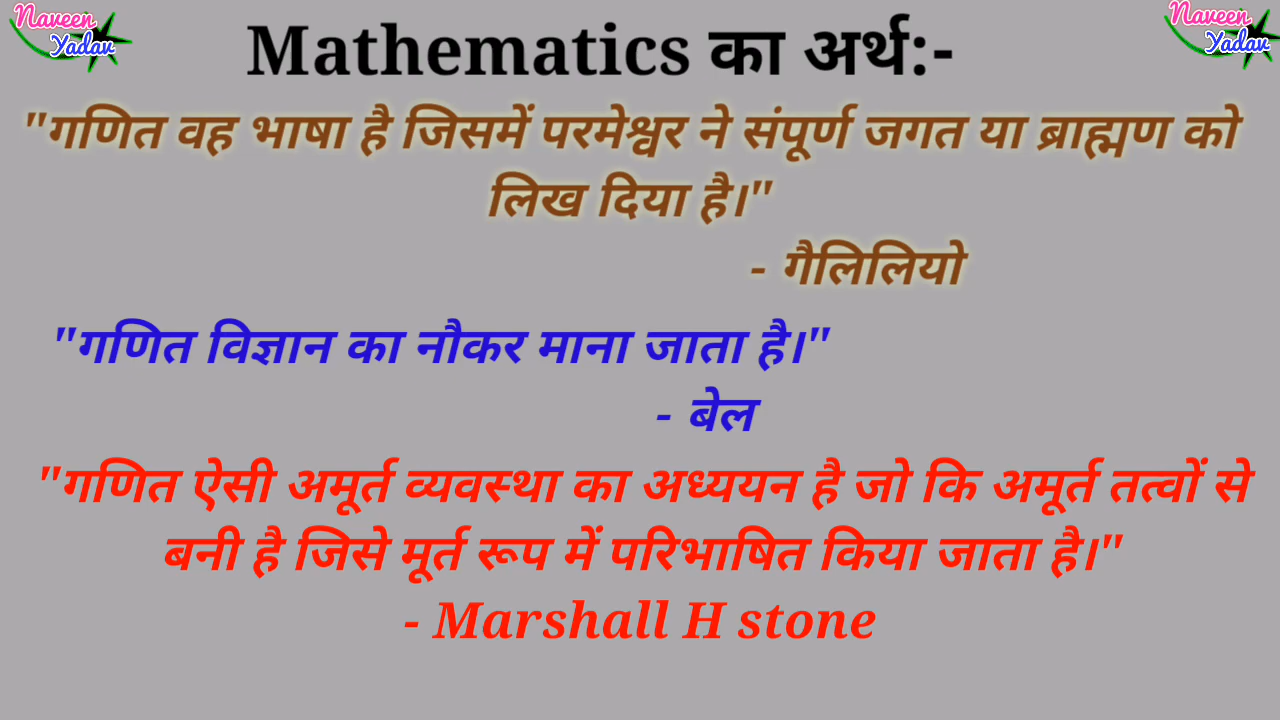 Naveen
Yadav
Naveen
Yadav
Mathematics का अर्थ:-
"गणित वह भाषा है जिसमें परमेश्वर ने संपूर्ण जगत या ब्राह्मण को
लिख दिया है।"
- गैलिलियो
"गणित विज्ञान का नौकर माना जाता है।"
- बेल
"गणित ऐसी अमूर्त व्यवस्था का अध्ययन है जो कि अमूर्त तत्वों से
बनी है जिसे मूर्त रूप में परिभाषित किया जाता है।"
- Marshall H stone